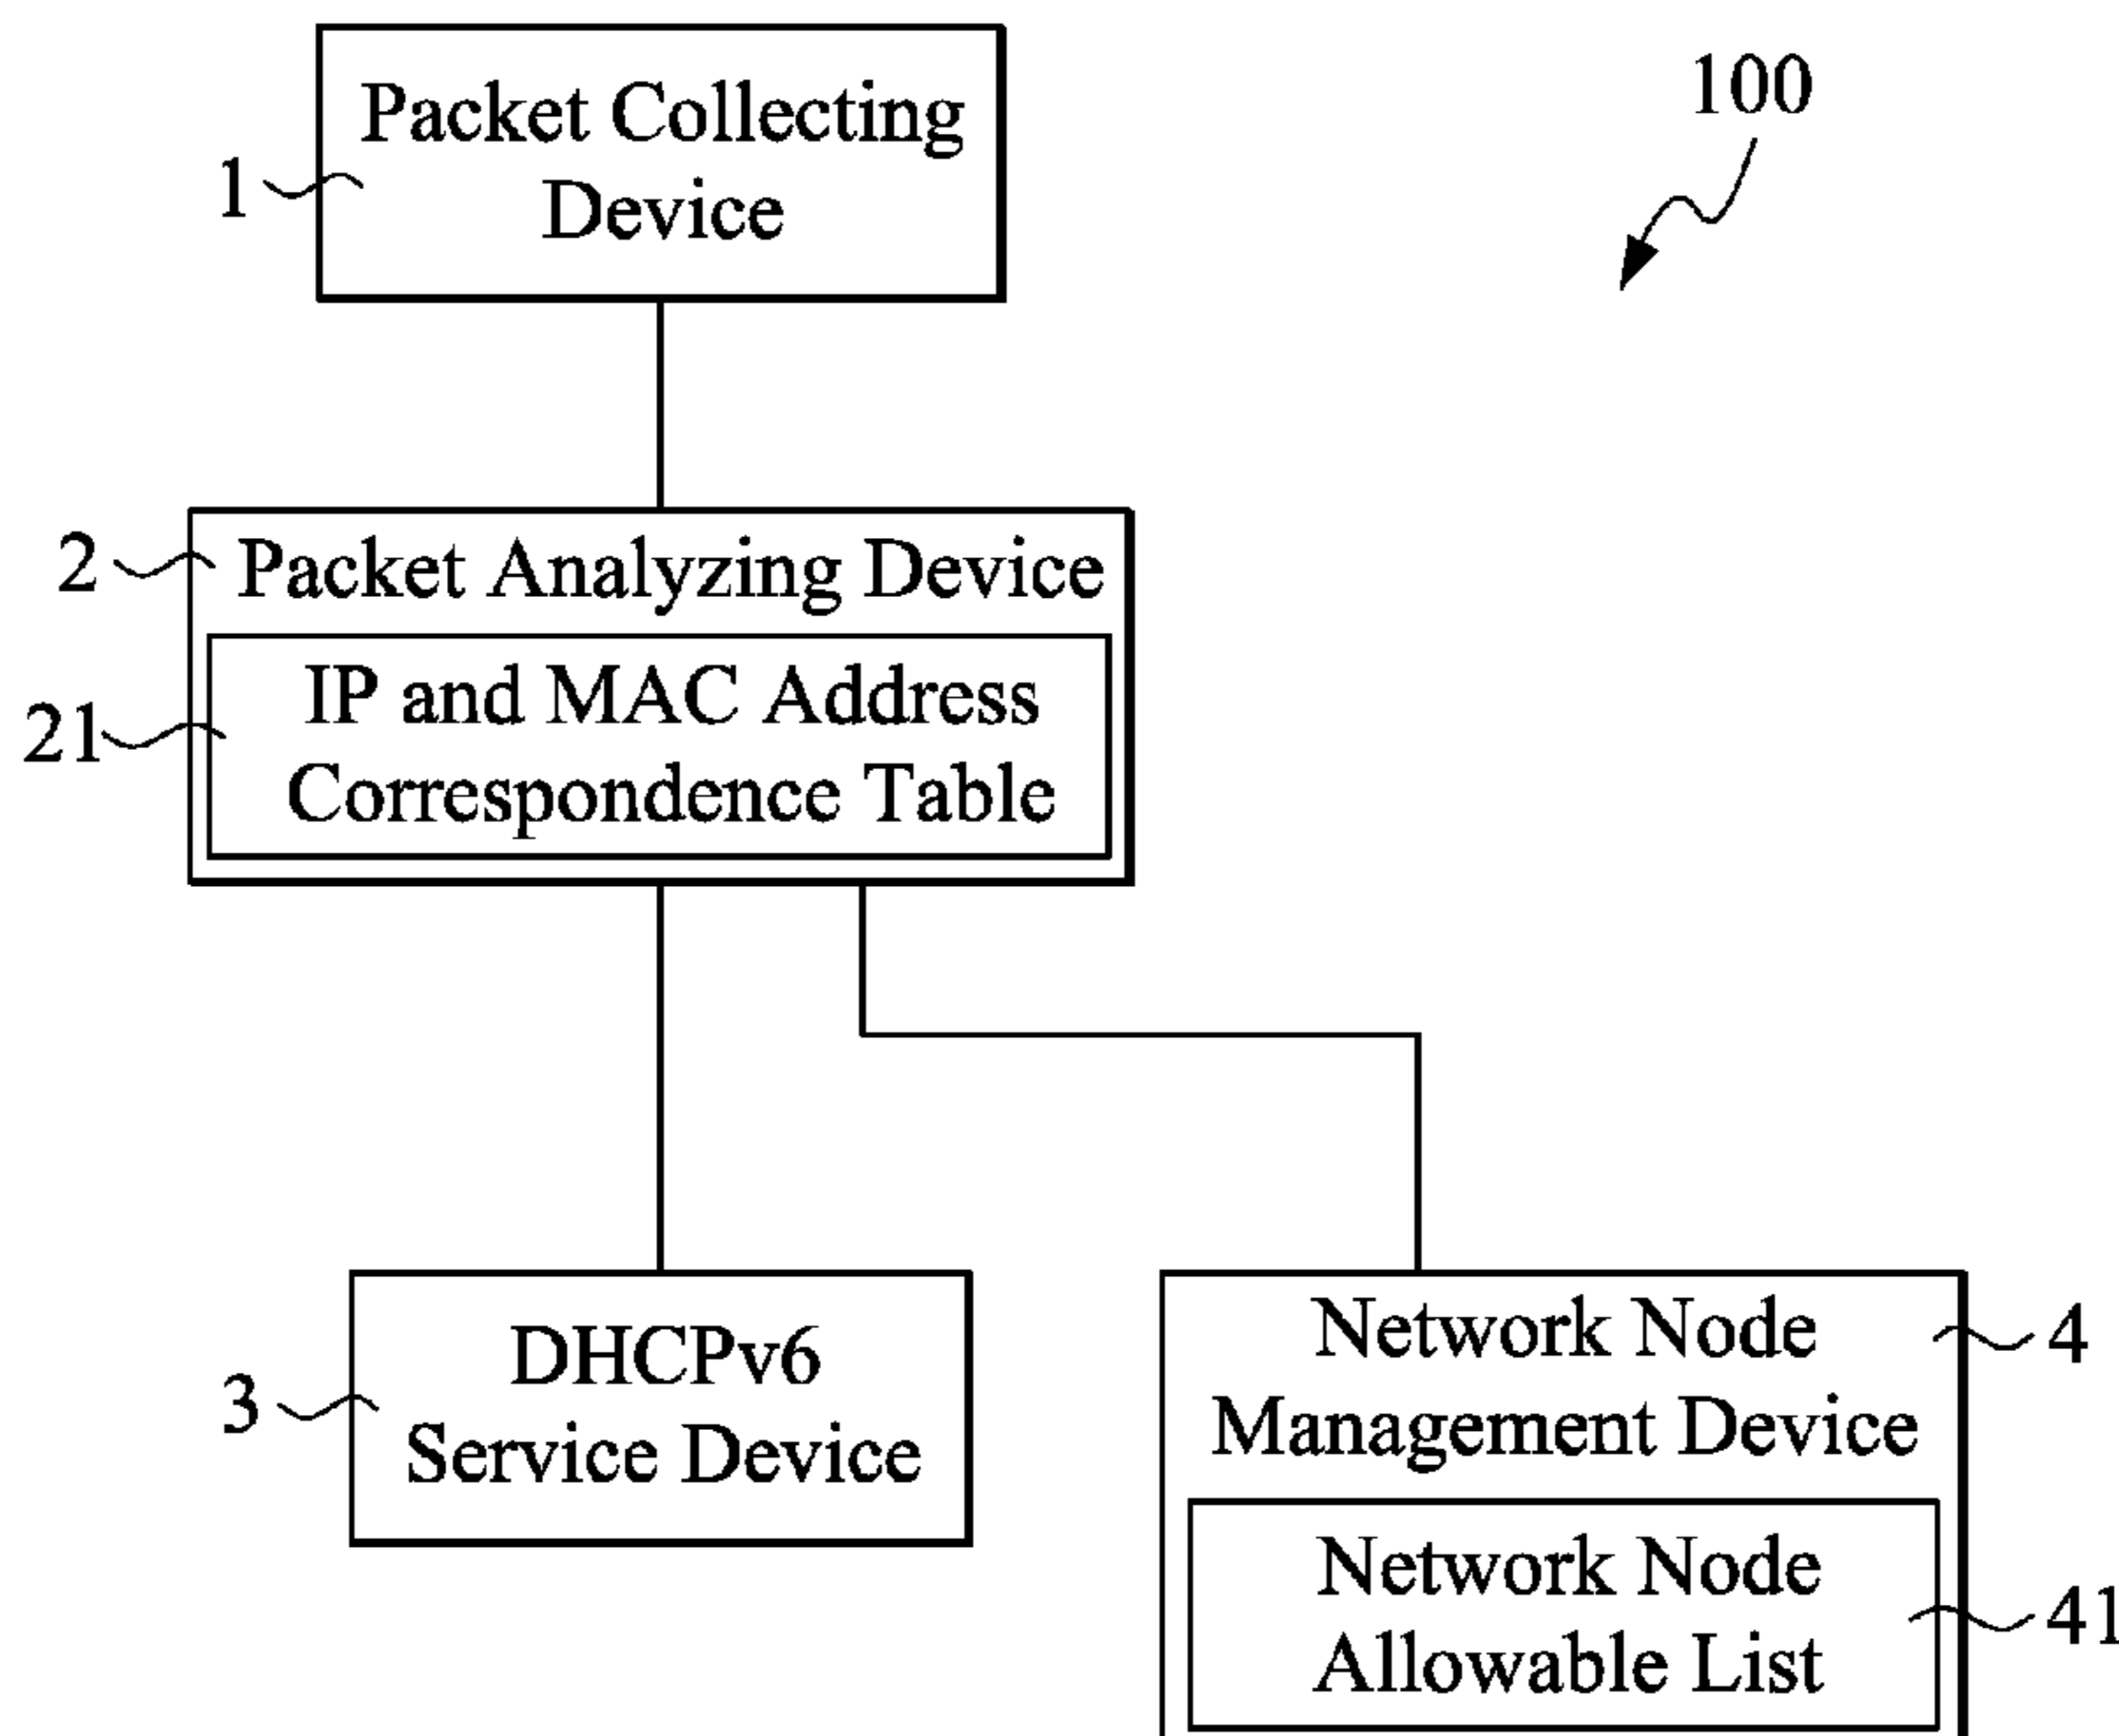 100
Packet Collecting
Device
1
2
Packet Analyzing Device
IP and MAC Address
21
Correspondence Table
DHCPv6
Service Device
3
Network Node
4
Management Device
Network Node
Allowable List
41